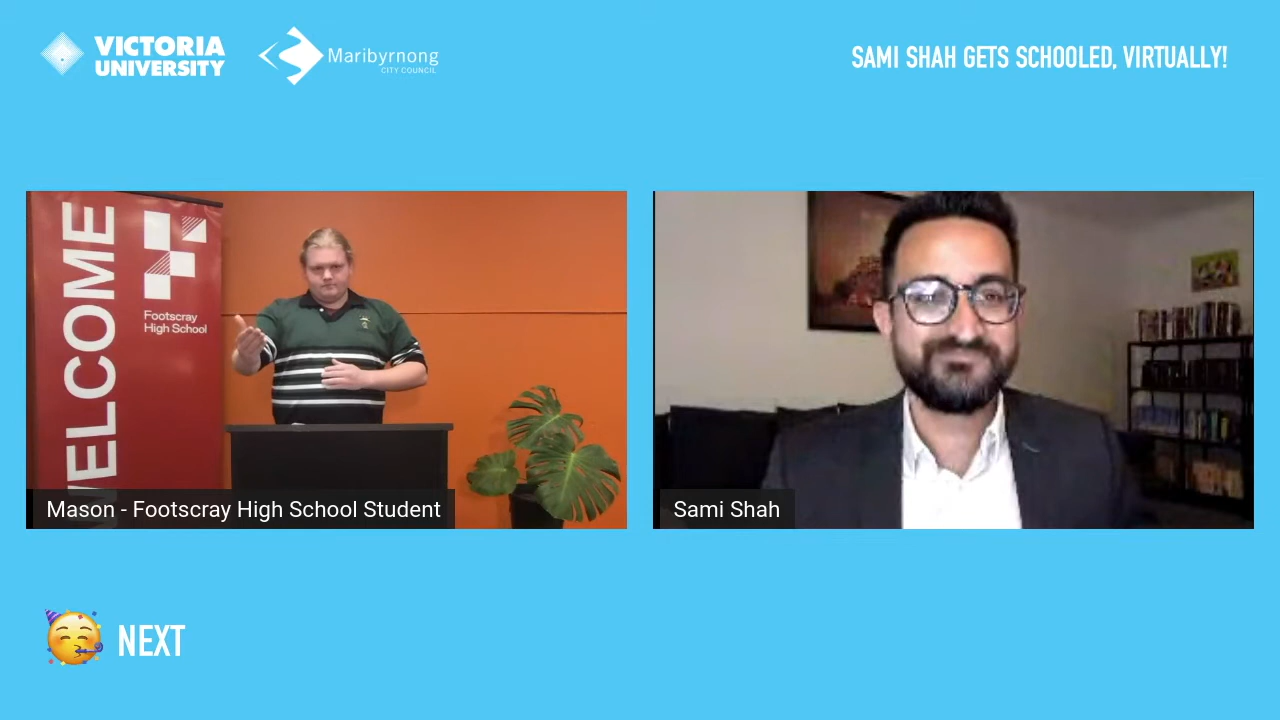 VICTORIA
UNIVERSITY
Maribyrnong
CITY COUNCIL
SAMI SHAH GETS SCHOOLED, VIRTUALLY!
WELCOME
Footscray
High School
Mason - Footscray High School Student
Sami Shah
NEXT